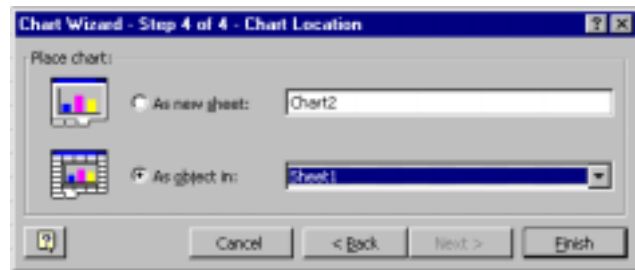 Chart Wizard - Step 4 of 4 - Chart Location
Place chart:
As new sheet: Chart2
As object in: Sheet1
Cancel < Back Next > Finish